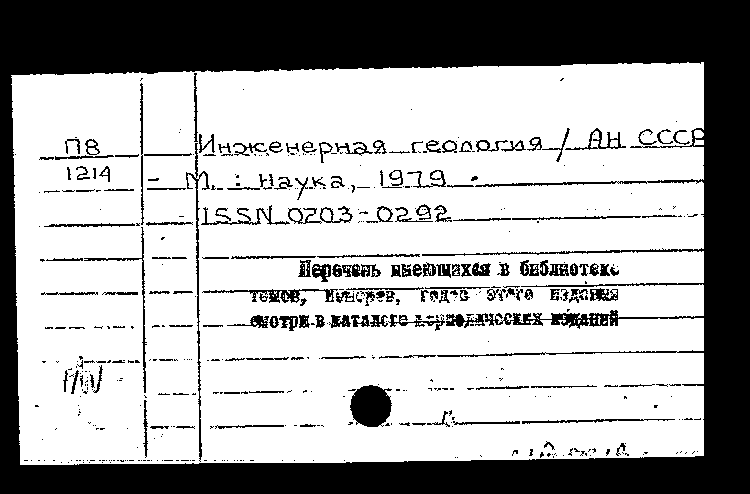 П8 Инженерная геология / АН СССР
1214 - М. : Наука, 1979 .
ISSN 0203-0292
Перечень имеющихся в библиотеке
томов, номеров, годов этого издания
смотри в каталоге периодических изданий